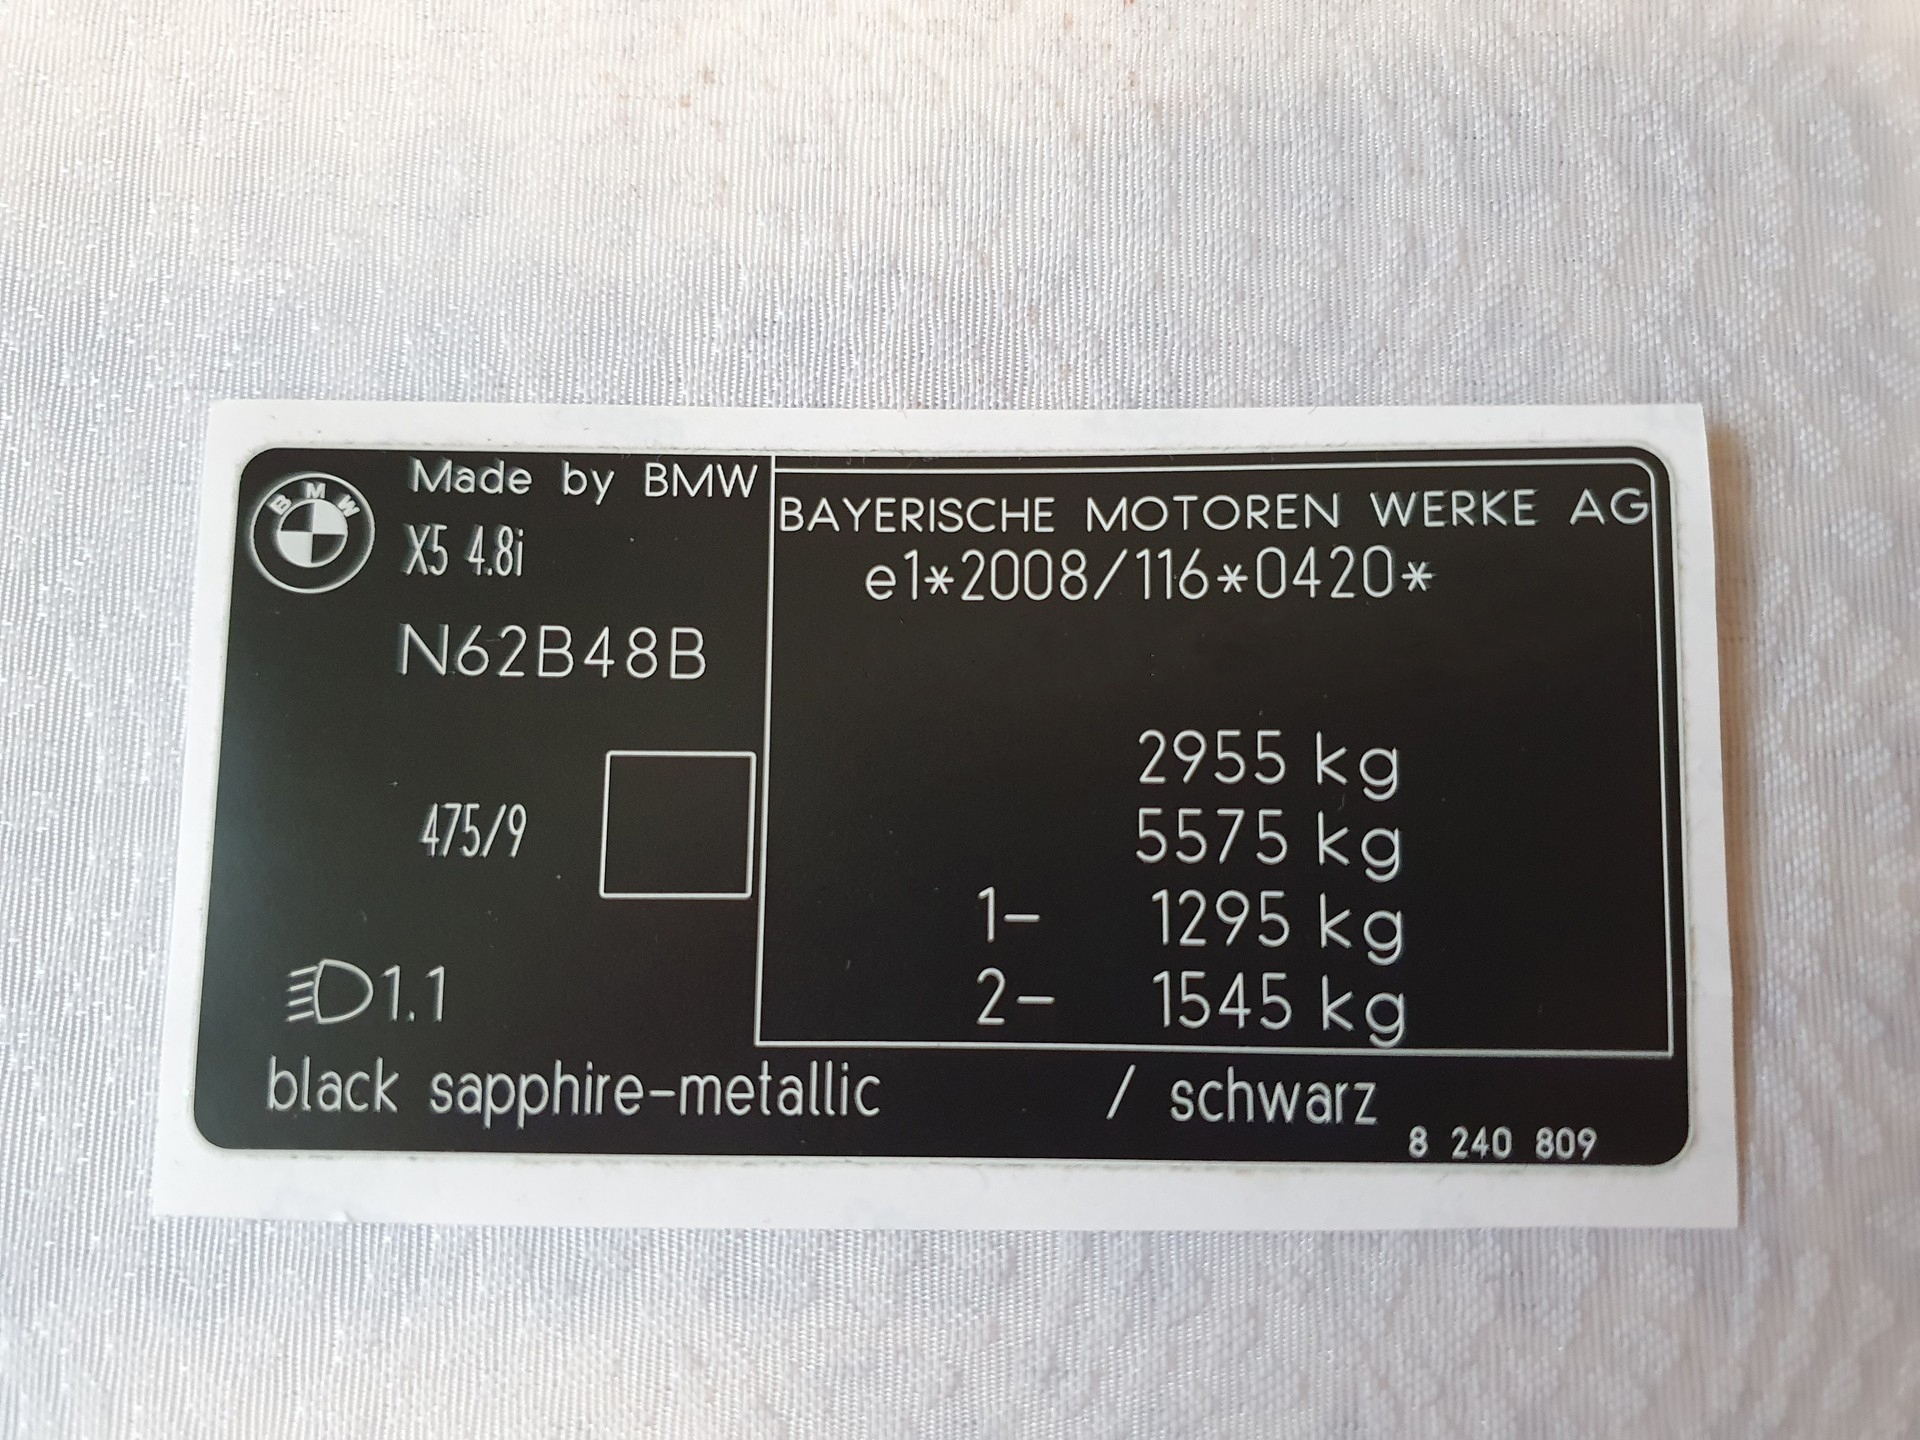 BMW
Made by BMW
X5 4.8i
N62B48B
475/9
1.1
BAYERISCHE MOTOREN WERKE AG
e1*2008/116*0420*
2955 kg
5575 kg
1- 1295 kg
2- 1545 kg
black sapphire-metallic / schwarz
8 240 809